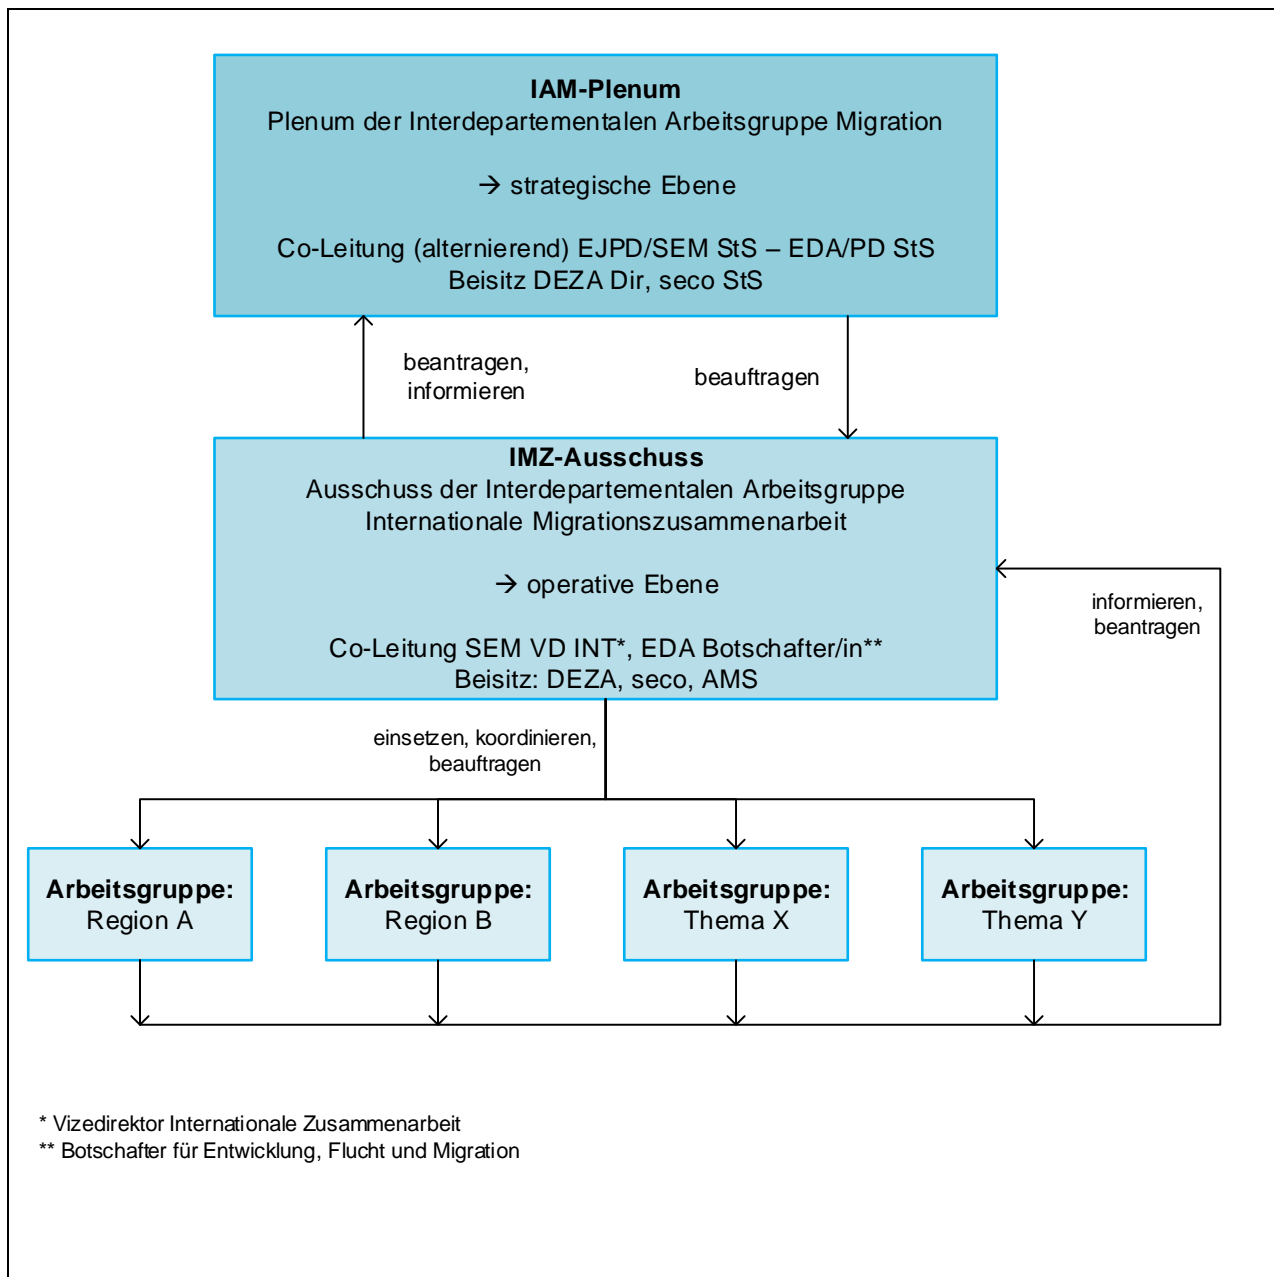 IAM-Plenum
Plenum der Interdepartementalen Arbeitsgruppe Migration
→ strategische Ebene
Co-Leitung (alternierend) EJPD/SEM StS – EDA/PD StS
Beisitz DEZA Dir, seco StS
beantragen,
informieren
beauftragen
IMZ-Ausschuss
Ausschuss der Interdepartementalen Arbeitsgruppe
Internationale Migrationszusammenarbeit
→ operative Ebene
Co-Leitung SEM VD INT*, EDA Botschafter/in**
Beisitz: DEZA, seco, AMS
informieren,
beantragen
einsetzen, koordinieren,
beauftragen
Arbeitsgruppe:
Region A
Arbeitsgruppe:
Region B
Arbeitsgruppe:
Thema X
Arbeitsgruppe:
Thema Y
* Vizedirektor Internationale Zusammenarbeit
** Botschafter für Entwicklung, Flucht und Migration